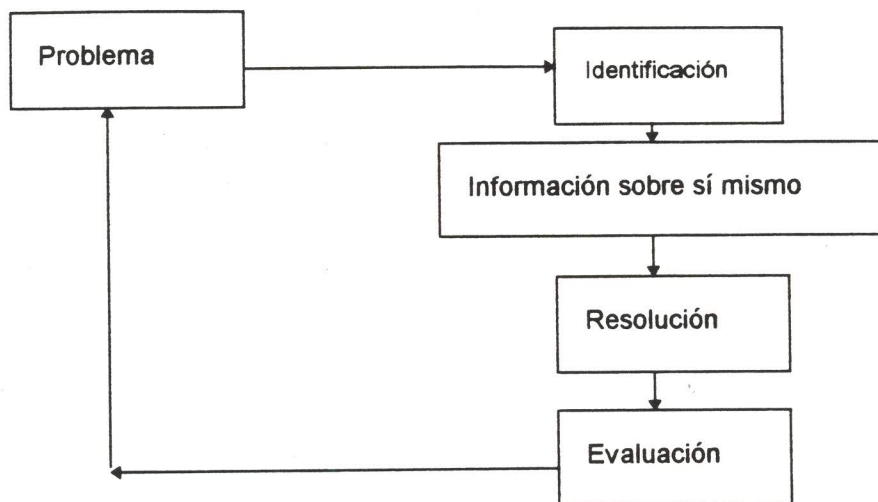 Problema
Identificación
Información sobre sí mismo
Resolución
Evaluación